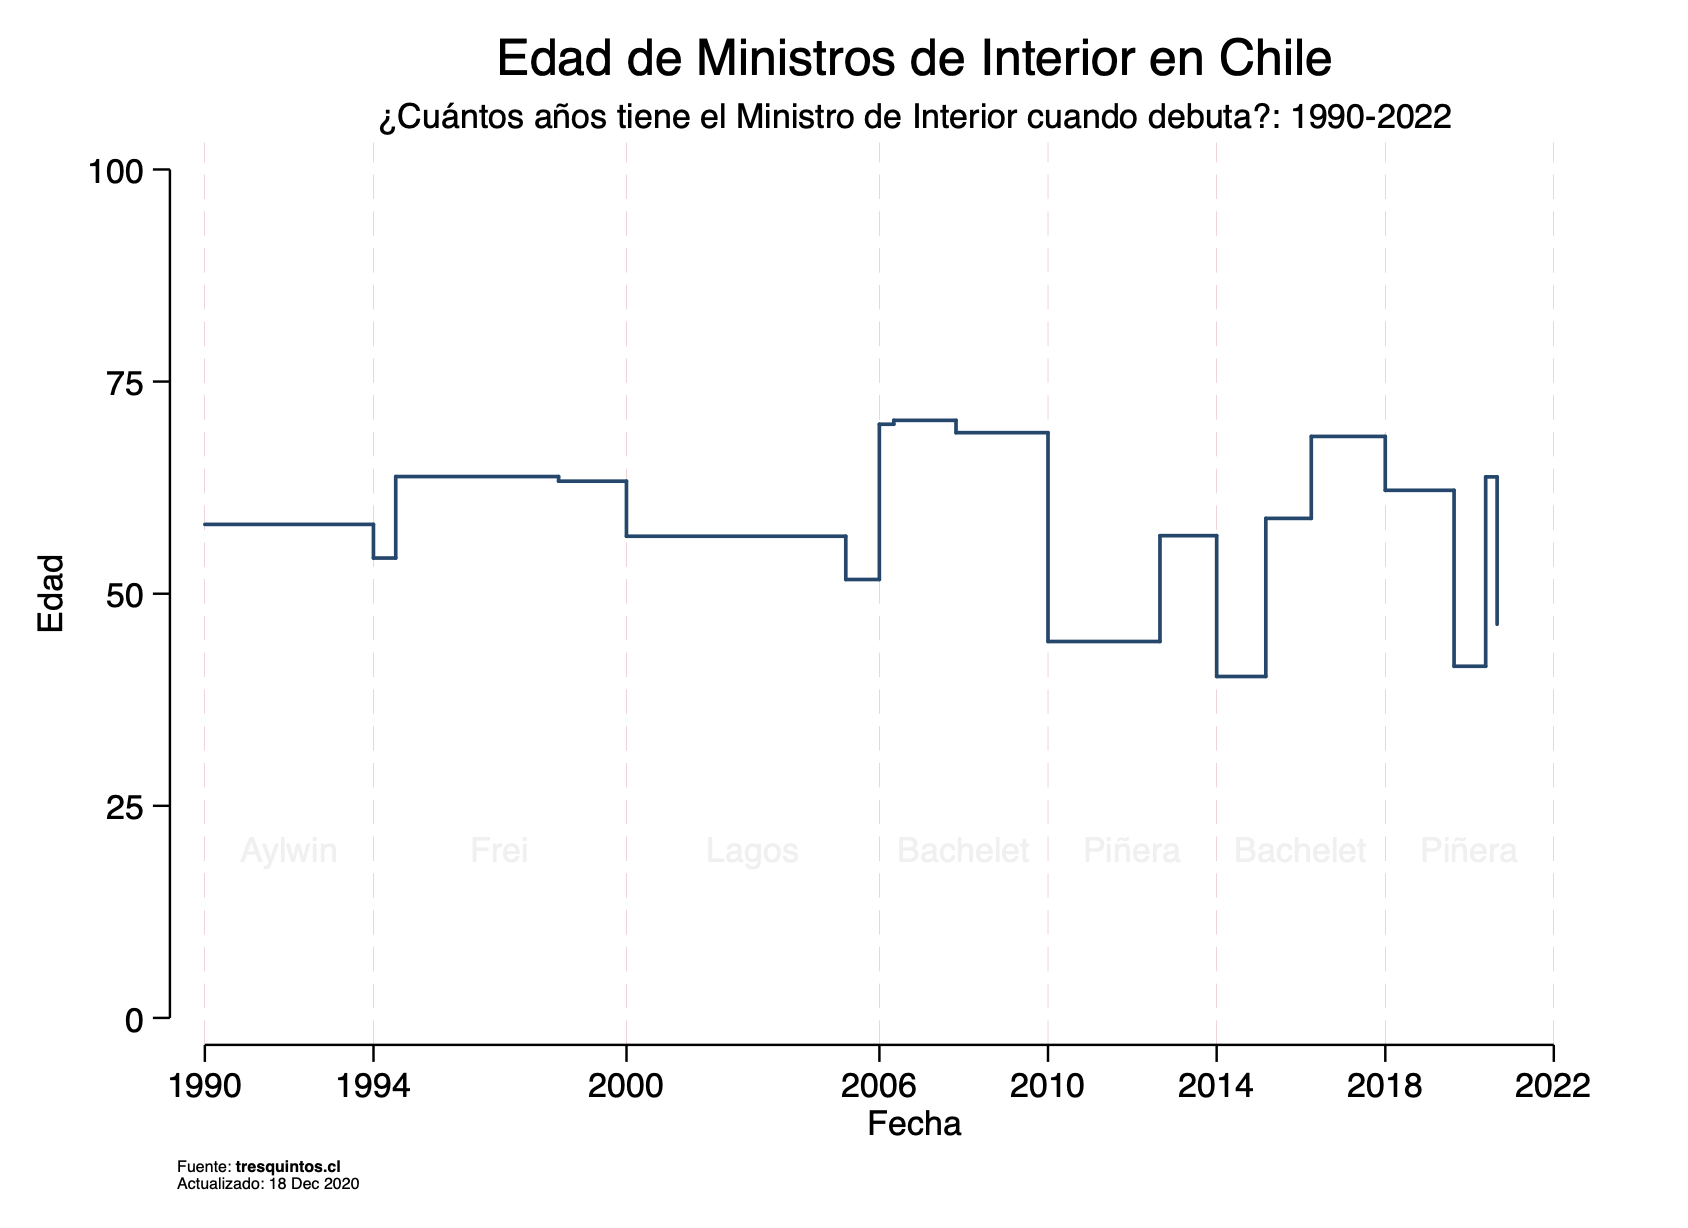 Edad de Ministros de Interior en Chile
¿Cuántos años tiene el Ministro de Interior cuando debuta?: 1990-2022
100
75
50
25
0
Edad
Aylwin Frei Lagos Bachelet Piñera Bachelet Piñera
1990 1994 2000 2006 2010 2014 2018 2022
Fecha
Fuente: tresquintos.cl
Actualizado: 18 Dec 2020